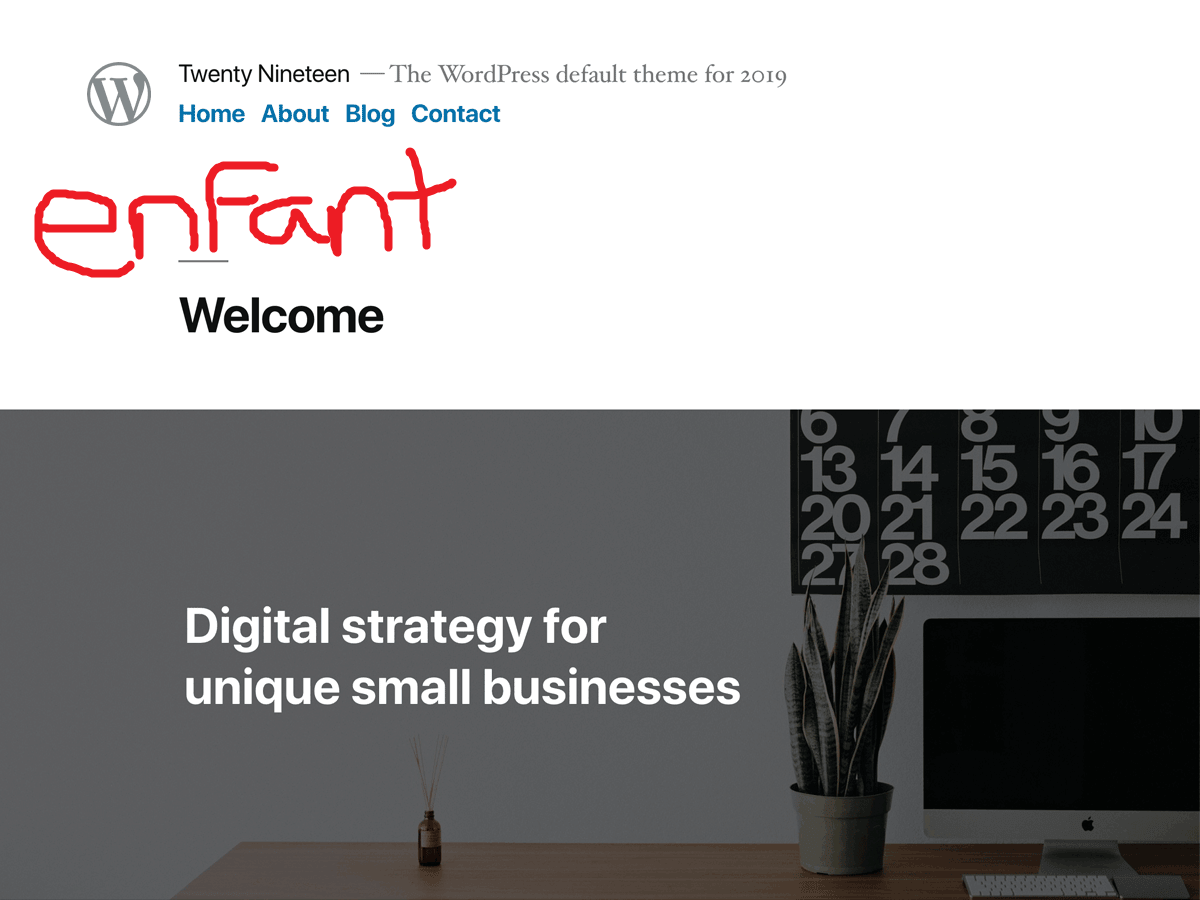 Twenty Nineteen — The WordPress default theme for 2019
Home About Blog Contact
enfant
Welcome
6 7 8 9 10
13 14 15 16 17
20 21 22 23 24
27 28
Digital strategy for
unique small businesses